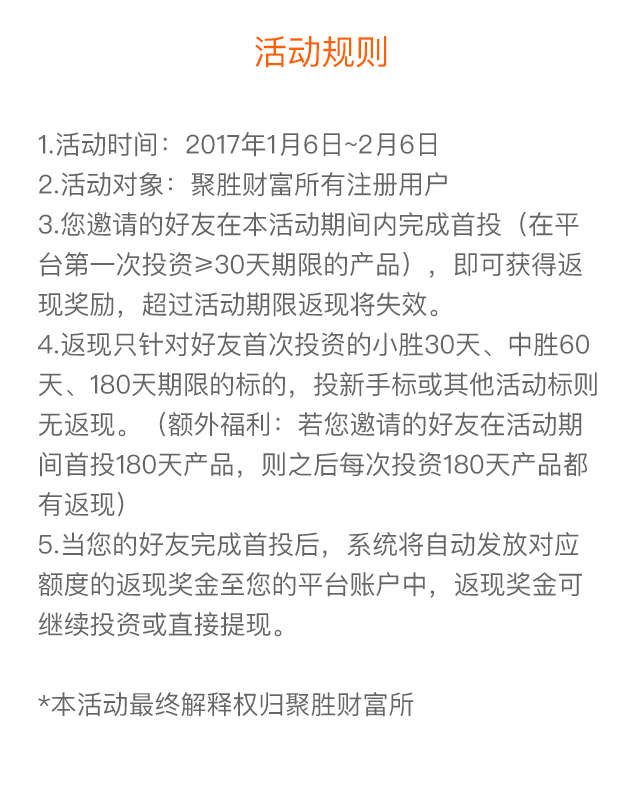 活动规则
1.活动时间：2017年1月6日~2月6日
2.活动对象：聚胜财富所有注册用户
3.您邀请的好友在本活动期间内完成首投（在平
台第一次投资≥30天期限的产品），即可获得返
现奖励，超过活动期限返现将失效。
4.返现只针对好友首次投资的小胜30天、中胜60
天、180天期限的标的，投新手标或其他活动标则
无返现。（额外福利：若您邀请的好友在活动期
间首投180天产品，则之后每次投资180天产品都
有返现）
5.当您的好友完成首投后，系统将自动发放对应
额度的返现奖金至您的平台账户中，返现奖金可
继续投资或直接提现。
*本活动最终解释权归聚胜财富所